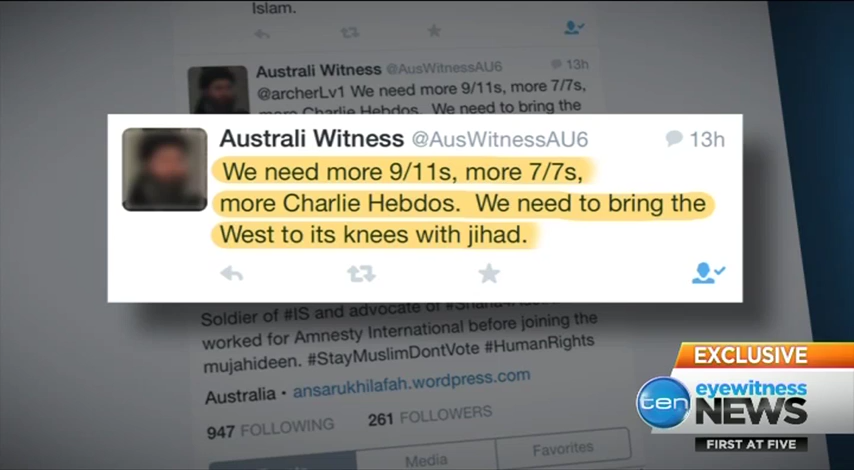 Islam.
Australi Witness @AusWitnessAU6 13h
@archerLv1 We need more 9/11s, more 7/7s,
more Charlie Hebdos. We need to bring the
Australi Witness @AusWitnessAU6 13h
We need more 9/11s, more 7/7s,
more Charlie Hebdos. We need to bring the
West to its knees with jihad.
Soldier of #IS and advocate of
worked for Amnesty International before joining the
mujahideen. #StayMuslimDontVote #HumanRights
Australia • ansarukhilafah.wordpress.com
947 FOLLOWING 261 FOLLOWERS
Media Favorites
EXCLUSIVE
ten eyewitness
NEWS
FIRST AT FIVE